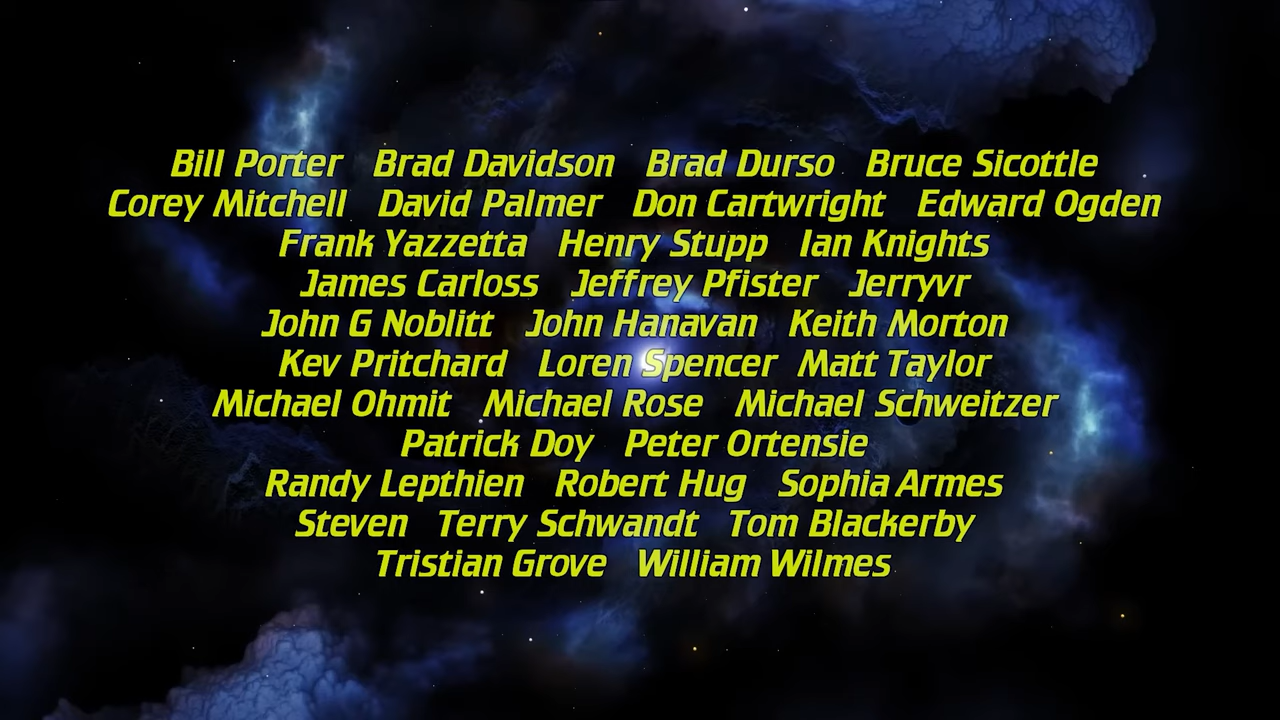 Bill Porter Brad Davidson Brad Durso Bruce Sicottle
Corey Mitchell David Palmer Don Cartwright Edward Ogden
Frank Yazzetta Henry Stupp Ian Knights
James Carloss Jeffrey Pfister Jerryvr
John G Noblitt John Hanavan Keith Morton
Kev Pritchard Loren Spencer Matt Taylor
Michael Ohmit Michael Rose Michael Schweitzer
Patrick Doy Peter Ortensie
Randy Lepthien Robert Hug Sophia Armes
Steven Terry Schwandt Tom Blackerby
Tristian Grove William Wilmes